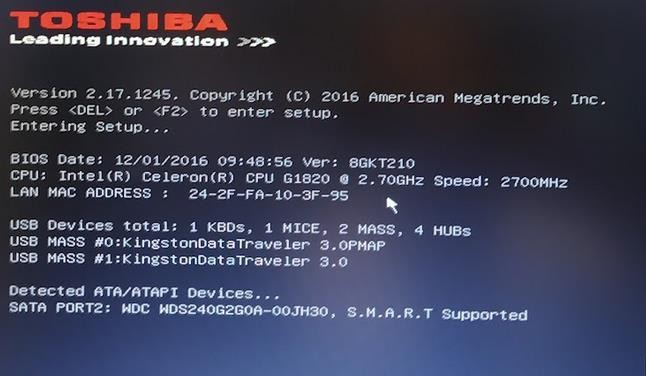 TOSHIBA
Leading Innovation >>>
Version 2.17.1245. Copyright (C) 2016 American Megatrends, Inc.
Press <DEL> or <F2> to enter setup.
Entering Setup...
BIOS Date: 12/01/2016 09:48:56 Ver: 8GKT210
CPU: Intel(R) Celeron(R) CPU G1820 @ 2.70GHz Speed: 2700MHz
LAN MAC ADDRESS : 24-2F-FA-10-3F-95
USB Devices total: 1 KBDs, 1 MICE, 2 MASS, 4 HUBs
USB MASS #0:KingstonDataTraveler 3.0PMAP
USB MASS #1:KingstonDataTraveler 3.0
Detected ATA/ATAPI Devices...
SATA PORT2: WDC WDS240G2G0A-00JH30, S.M.A.R.T Supported